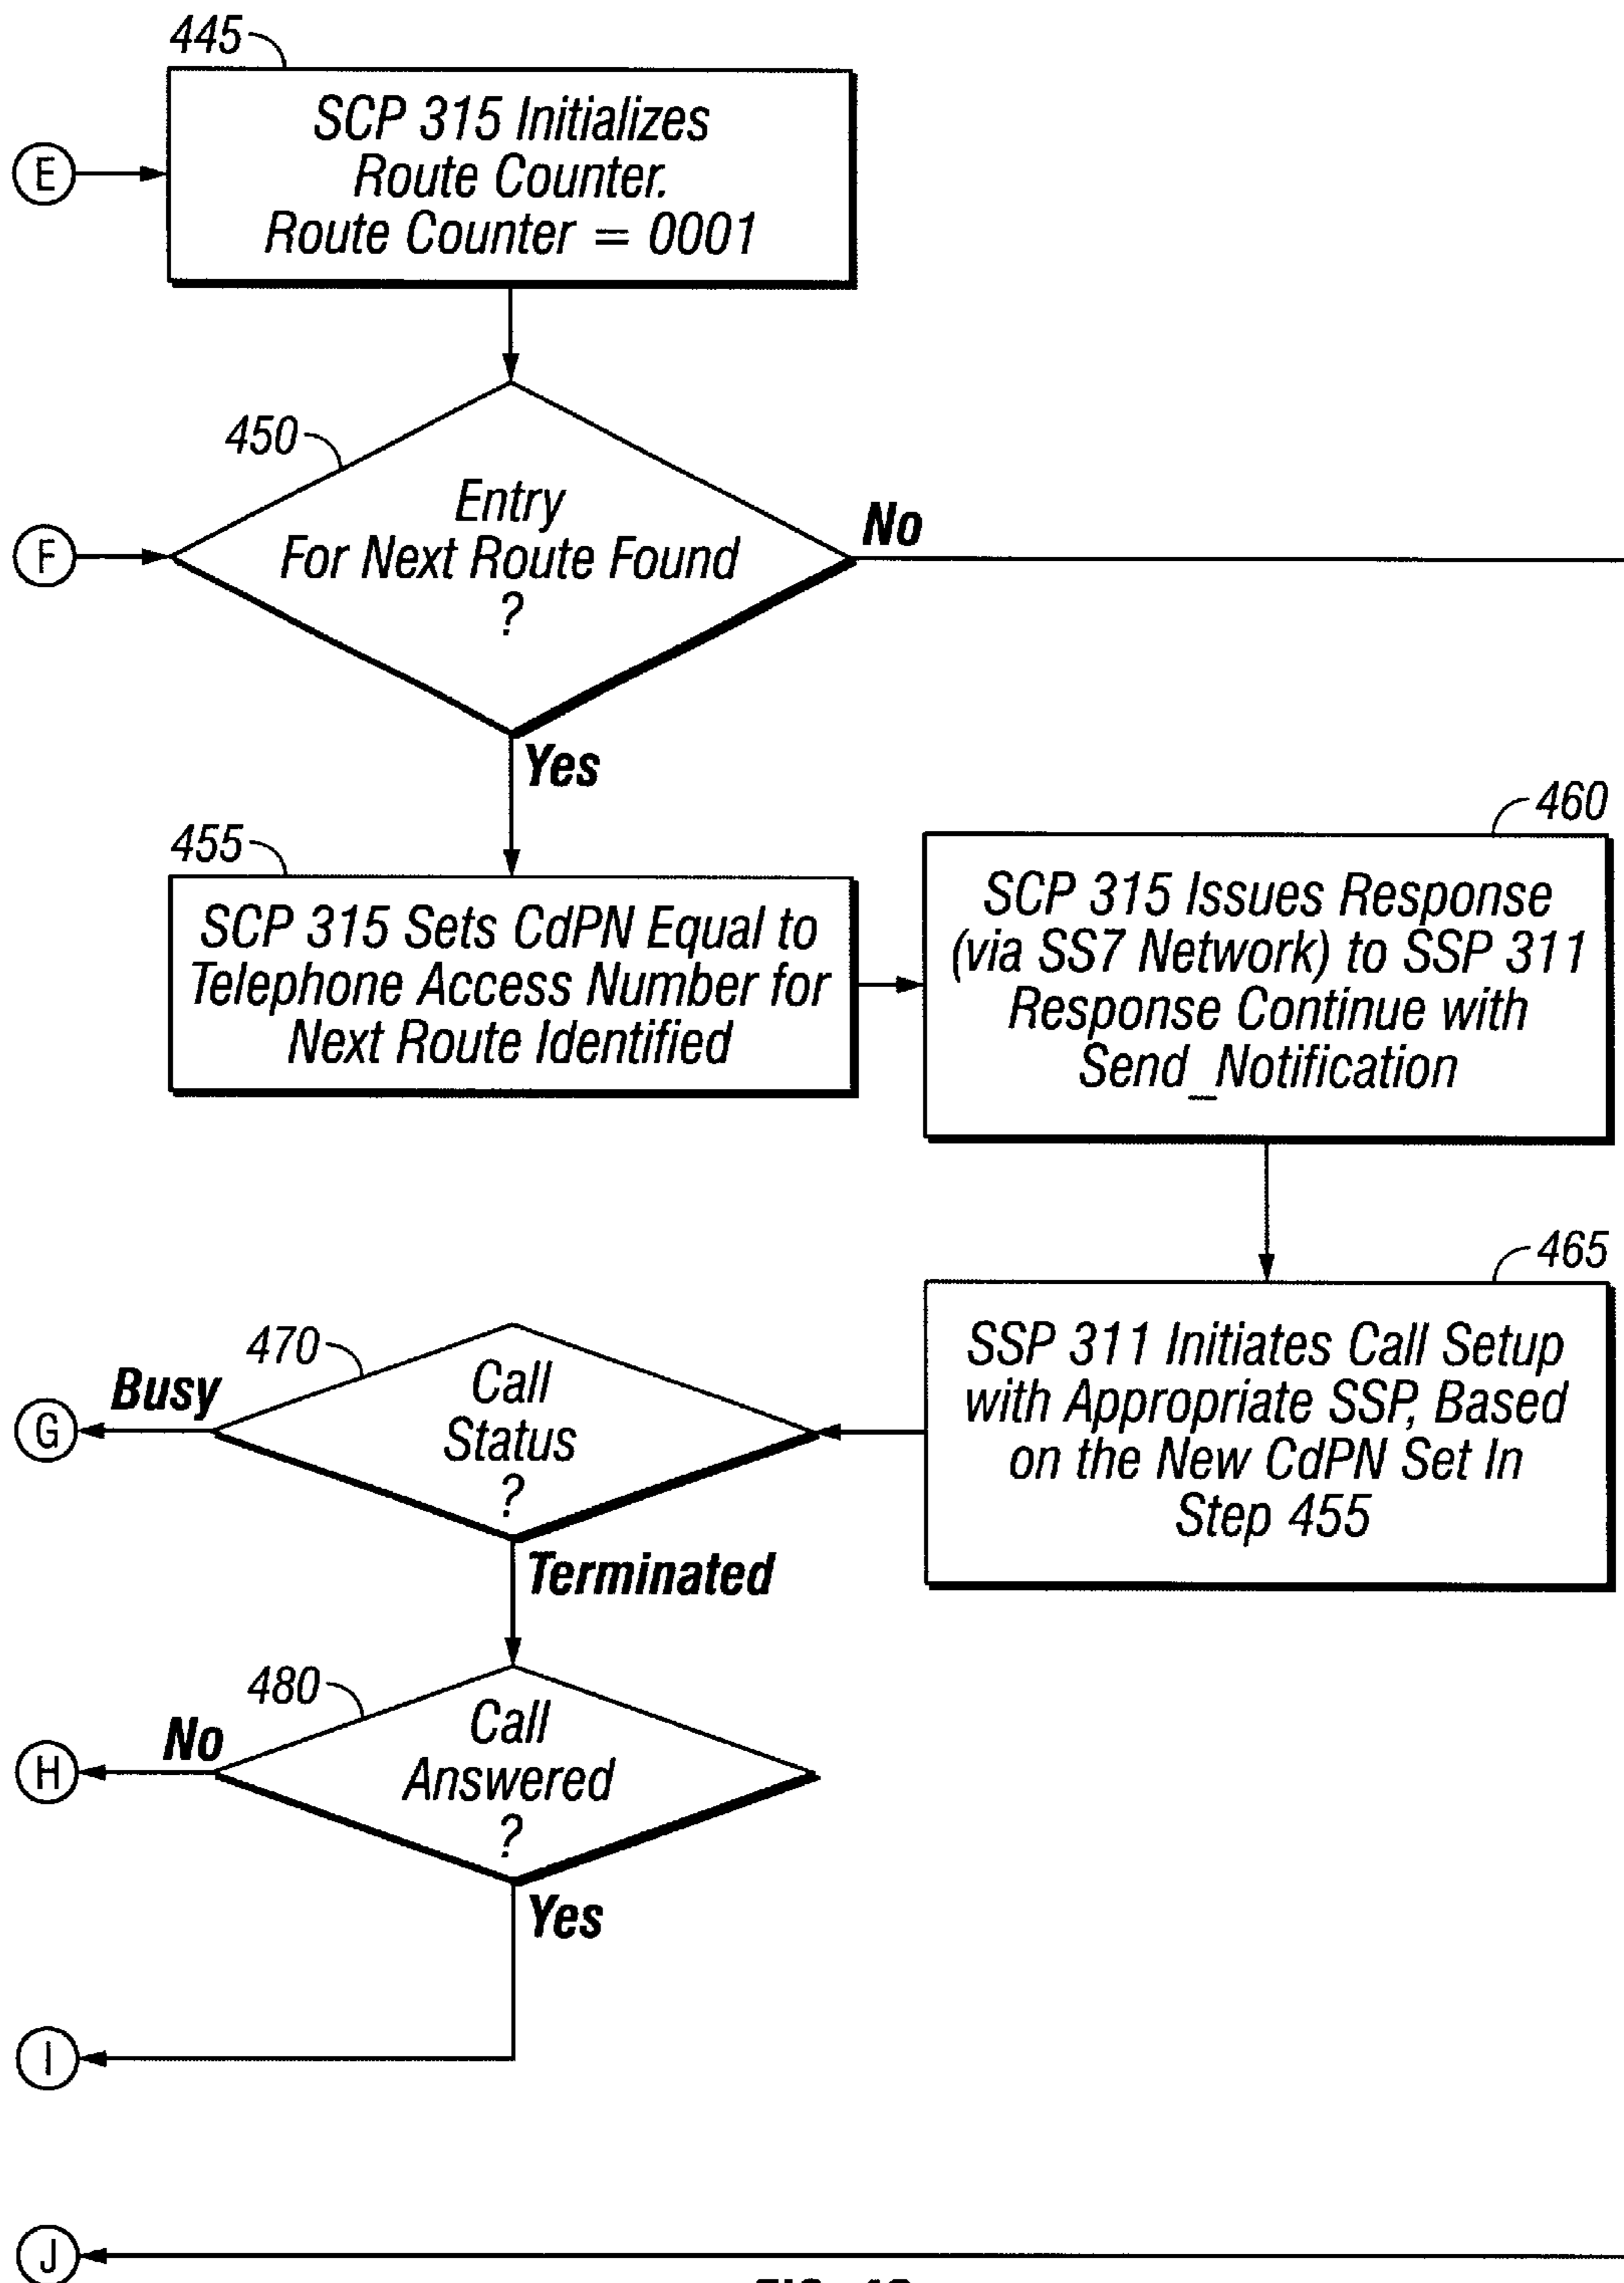 445
SCP 315 Initializes
Route Counter.
Route Counter = 0001
E
450
Entry
For Next Route Found
?
No
F
Yes
455
SCP 315 Sets CdPN Equal to
Telephone Access Number for
Next Route Identified
460
SCP 315 Issues Response
(via SS7 Network) to SSP 311
Response Continue with
Send_Notification
465
SSP 311 Initiates Call Setup
with Appropriate SSP, Based
on the New CdPN Set In
Step 455
470
Call
Status
?
Busy
G
Terminated
480
Call
Answered
?
No
H
Yes
I
J